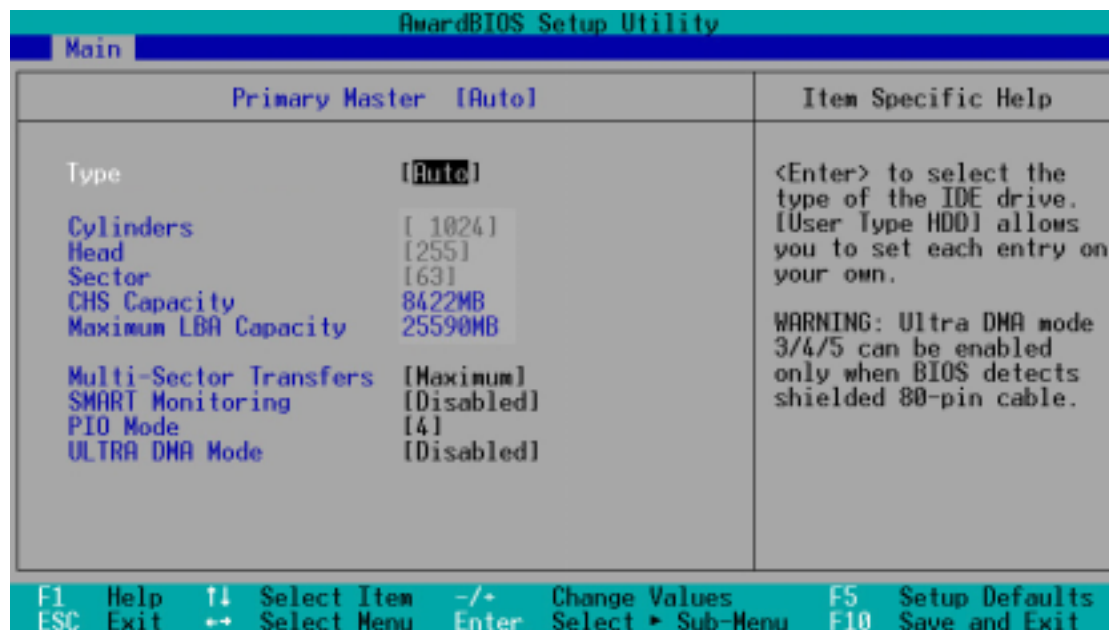 AwardBIOS Setup Utility
Main
Primary Master [Auto]
Item Specific Help
Type [Auto]
Cylinders [ 1024]
Head [255]
Sector [63]
CHS Capacity 8422MB
Maximum LBA Capacity 25590MB
Multi-Sector Transfers [Maximum]
SMART Monitoring [Disabled]
PIO Mode [4]
ULTRA DMA Mode [Disabled]
<Enter> to select the
type of the IDE drive.
[User Type HDD] allows
you to set each entry on
your own.
WARNING: Ultra DMA mode
3/4/5 can be enabled
only when BIOS detects
shielded 80-pin cable.
F1 Help ↑↓ Select Item -/+ Change Values F5 Setup Defaults
ESC Exit ←→ Select Menu Enter Select ► Sub-Menu F10 Save and Exit